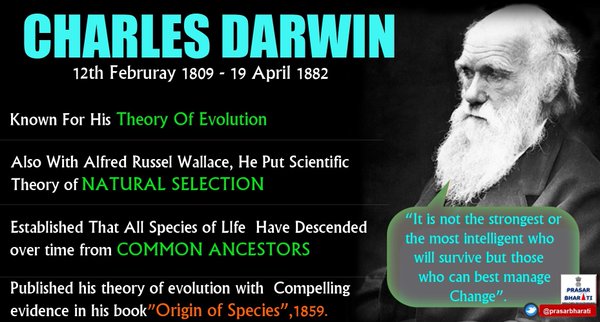 CHARLES DARWIN
12th Februray 1809 - 19 April 1882
Known For His Theory Of Evolution
Also With Alfred Russel Wallace, He Put Scientific
Theory of NATURAL SELECTION
Established That All Species of LIfe Have Descended
over time from COMMON ANCESTORS
Published his theory of evolution with Compelling
evidence in his book"Origin of Species",1859.
"It is not the strongest or
the most intelligent who
will survive but those
who can best manage
Change".
PRASAR
BHARATI
@prasarbharati